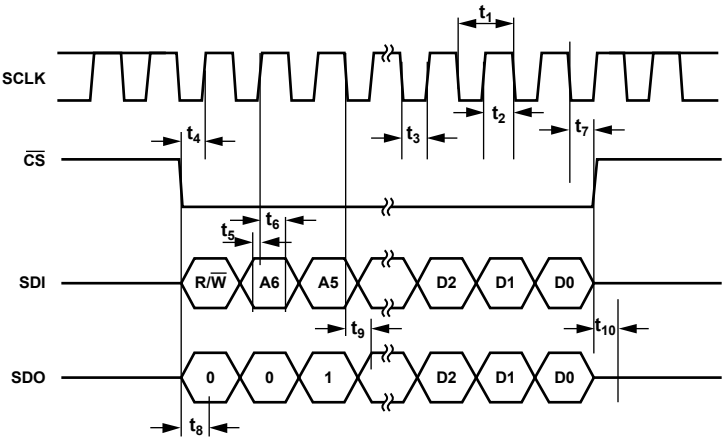 t1
SCLK
t4
t3
t2
t7
CS
t6
t5
SDI
R/W
A6
A5
D2
D1
D0
t9
t10
SDO
0
0
1
D2
D1
D0
t8